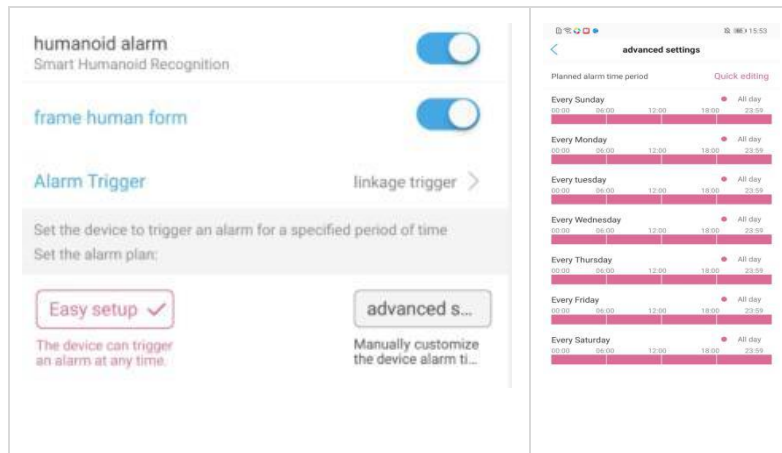 humanoid alarm
Smart Humanoid Recognition
frame human form
Alarm Trigger
linkage trigger >
Set the device to trigger an alarm for a specified period of time
Set the alarm plan:
Easy setup ✓
The device can trigger
an alarm at any time.
advanced s...
Manually customize
the device alarm ti...
15:53
advanced settings
Planned alarm time period
Quick editing
Every Sunday
All day
00:00 06:00 12:00 18:00 23:59
Every Monday
All day
00:00 06:00 12:00 18:00 23:59
Every tuesday
All day
00:00 06:00 12:00 18:00 23:59
Every Wednesday
All day
00:00 06:00 12:00 18:00 23:59
Every Thursday
All day
00:00 06:00 12:00 18:00 23:59
Every Friday
All day
00:00 06:00 12:00 18:00 23:59
Every Saturday
All day
00:00 06:00 12:00 18:00 23:59